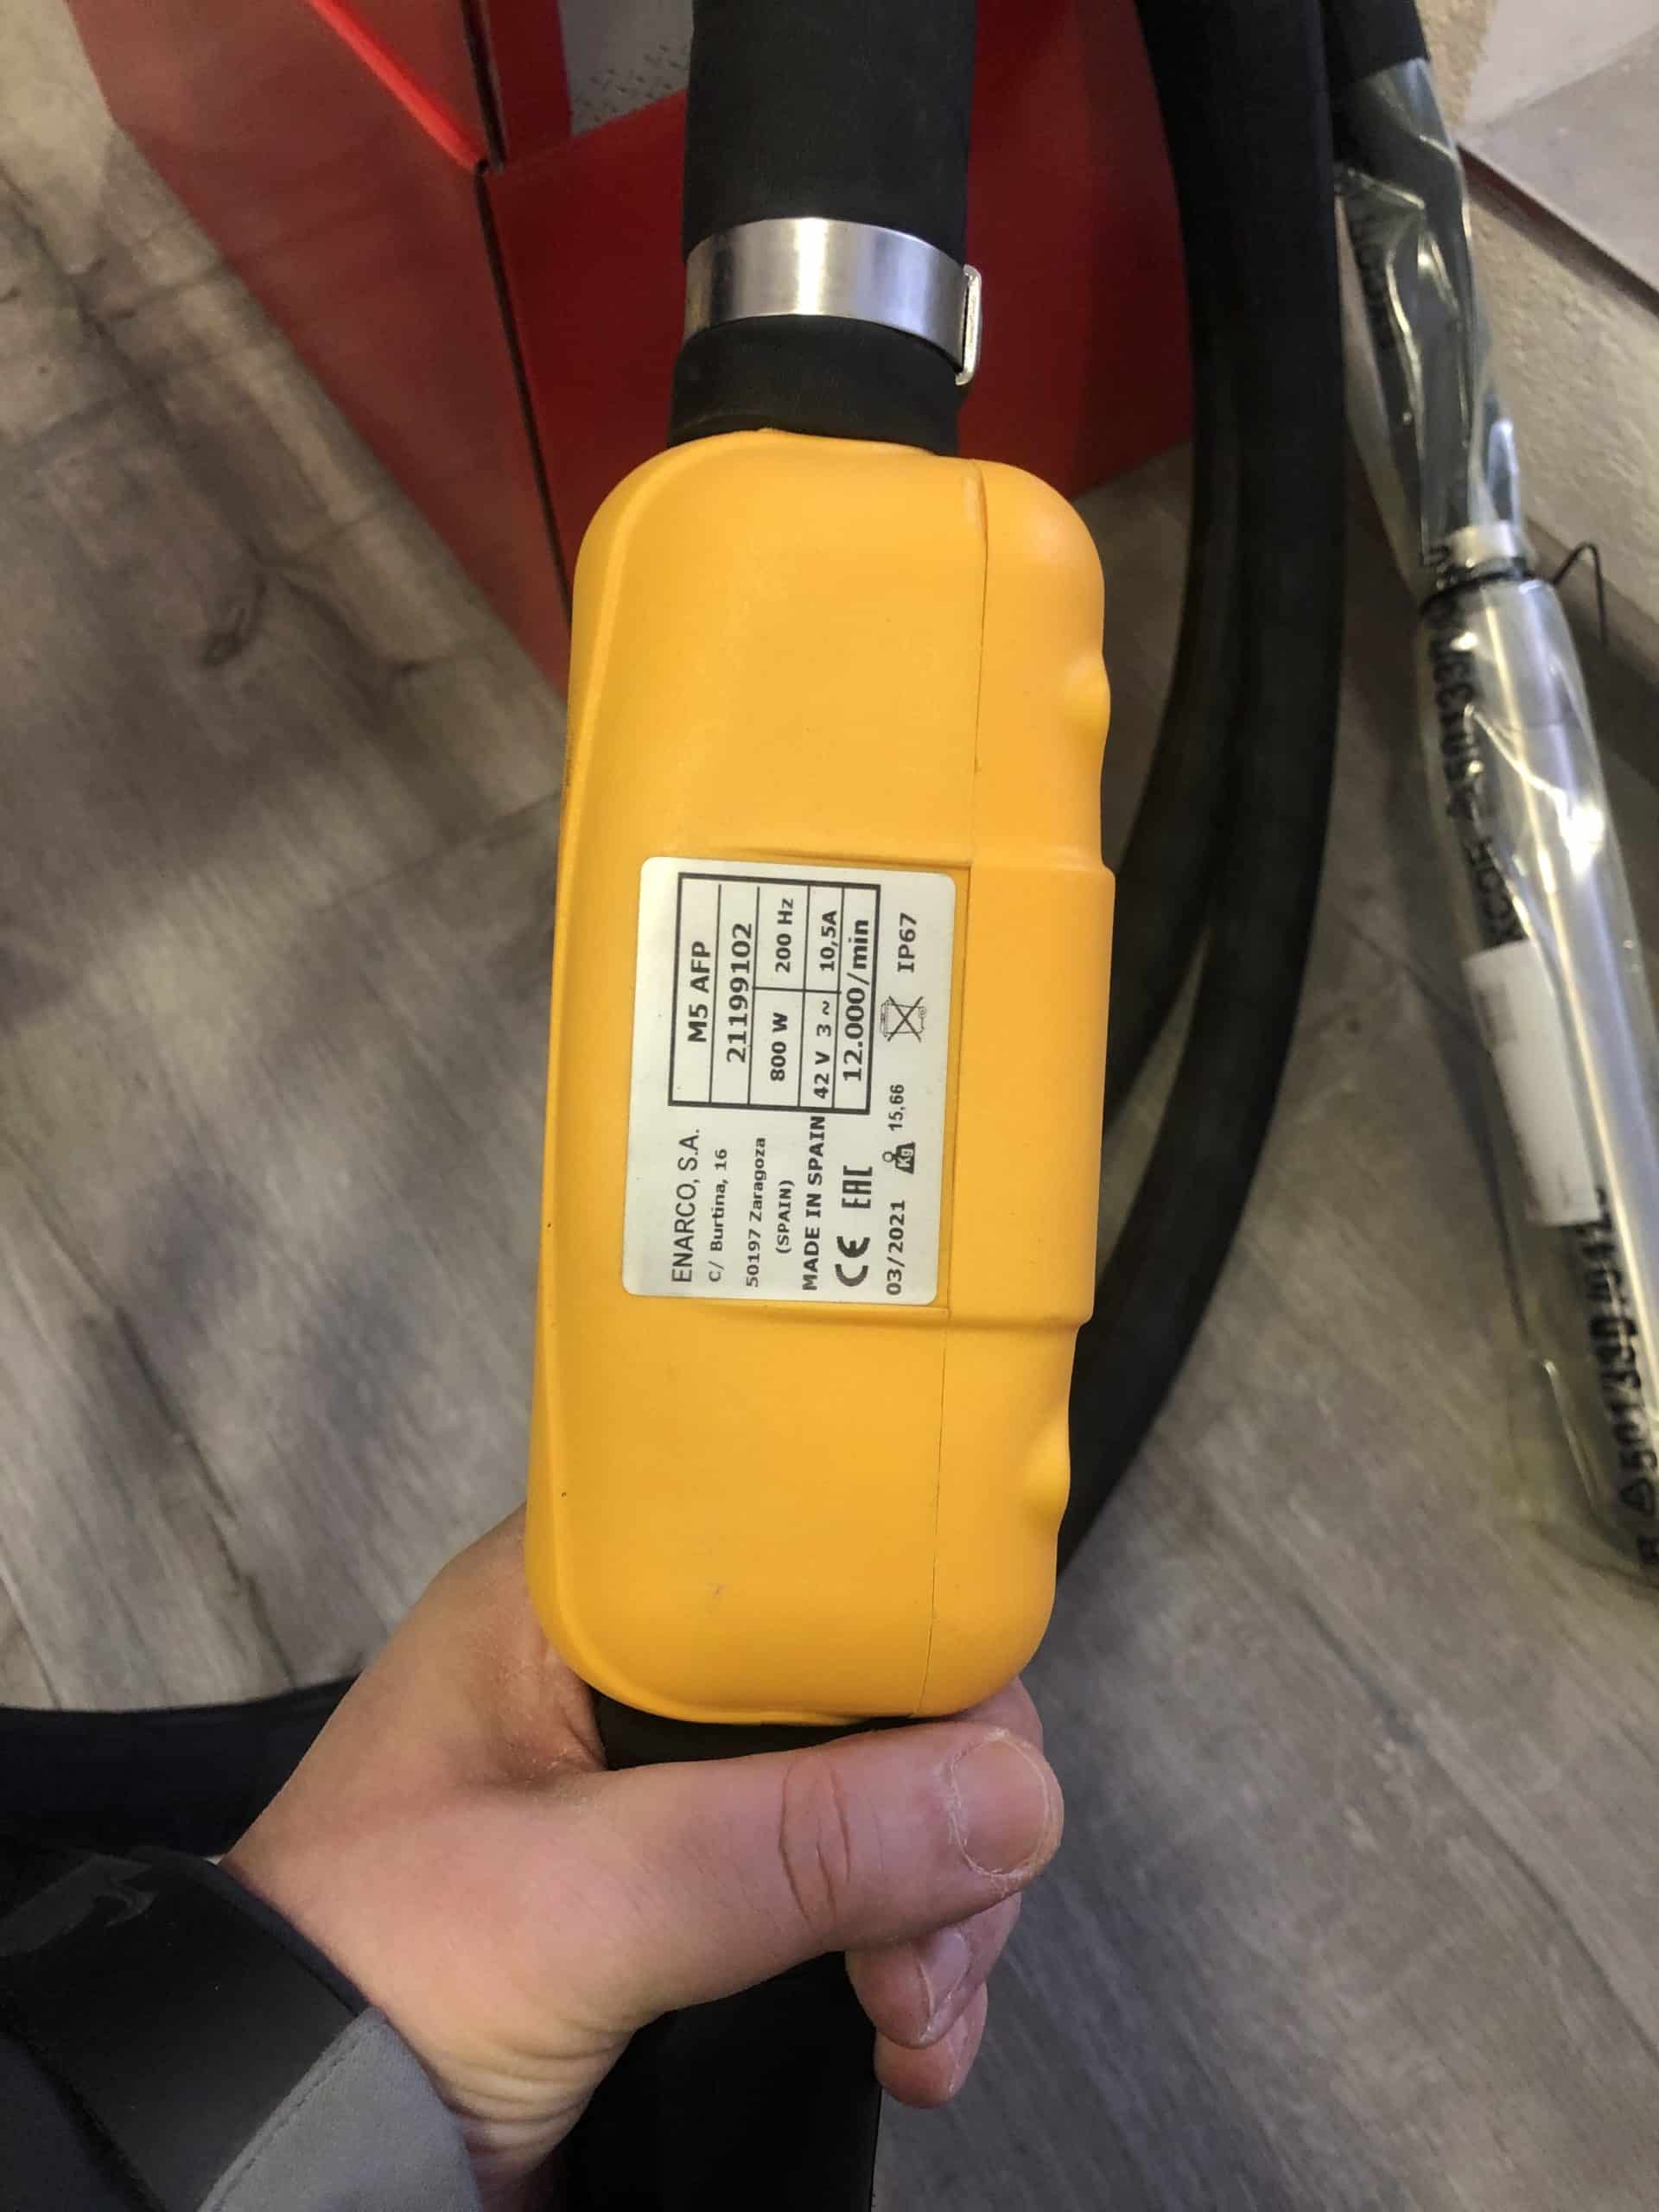 ENARCO, S.A.
C/ Burtina, 16
50197 Zaragoza
(SPAIN)
MADE IN SPAIN
CE EAC
03/2021 Kg 15,66 IP67
M5 AFP
21199102
800 W 200 Hz
42 V 3 ~ 10,5A
12.000/min